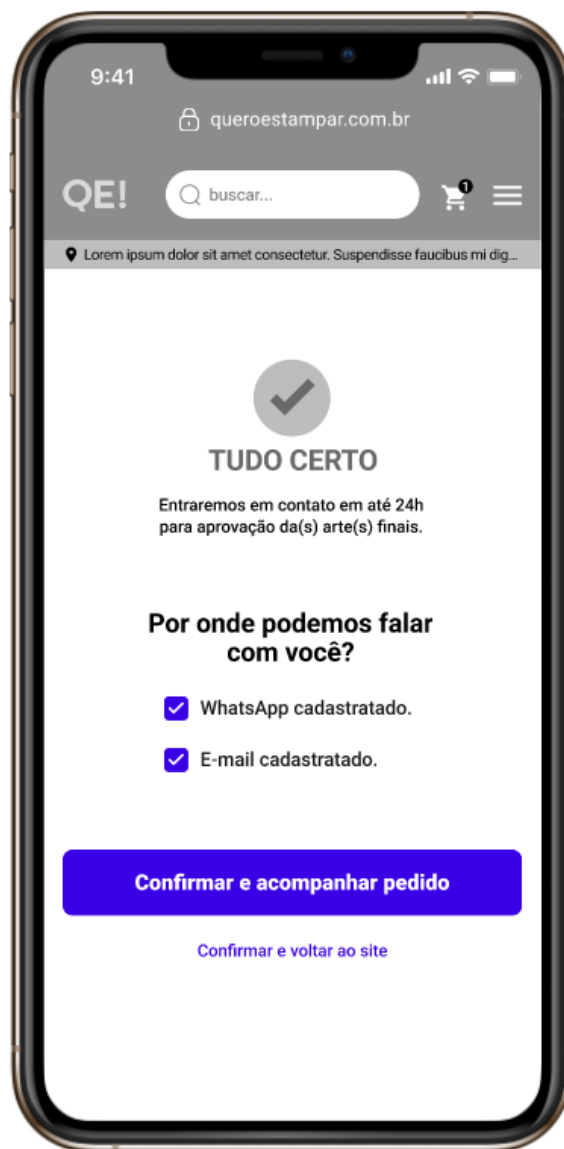 9:41
queroestampar.com.br
QE!
buscar...
1
Lorem ipsum dolor sit amet consectetur. Suspendisse faucibus mi dig...
TUDO CERTO
Entraremos em contato em até 24h
para aprovação da(s) arte(s) finais.
Por onde podemos falar
com você?
WhatsApp cadastratado.
E-mail cadastratado.
Confirmar e acompanhar pedido
Confirmar e voltar ao site